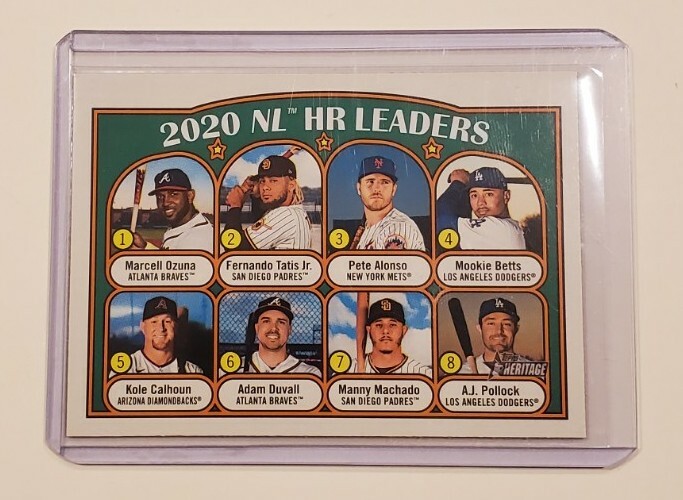 2020 NL™ HR LEADERS
1
Marcell Ozuna
ATLANTA BRAVES™
2
Fernando Tatis Jr.
SAN DIEGO PADRES™
3
Pete Alonso
NEW YORK METS®
4
Mookie Betts
LOS ANGELES DODGERS®
5
Kole Calhoun
ARIZONA DIAMONDBACKS®
6
Adam Duvall
ATLANTA BRAVES™
7
Manny Machado
SAN DIEGO PADRES™
8
Topps
HERITAGE
A.J. Pollock
LOS ANGELES DODGERS®